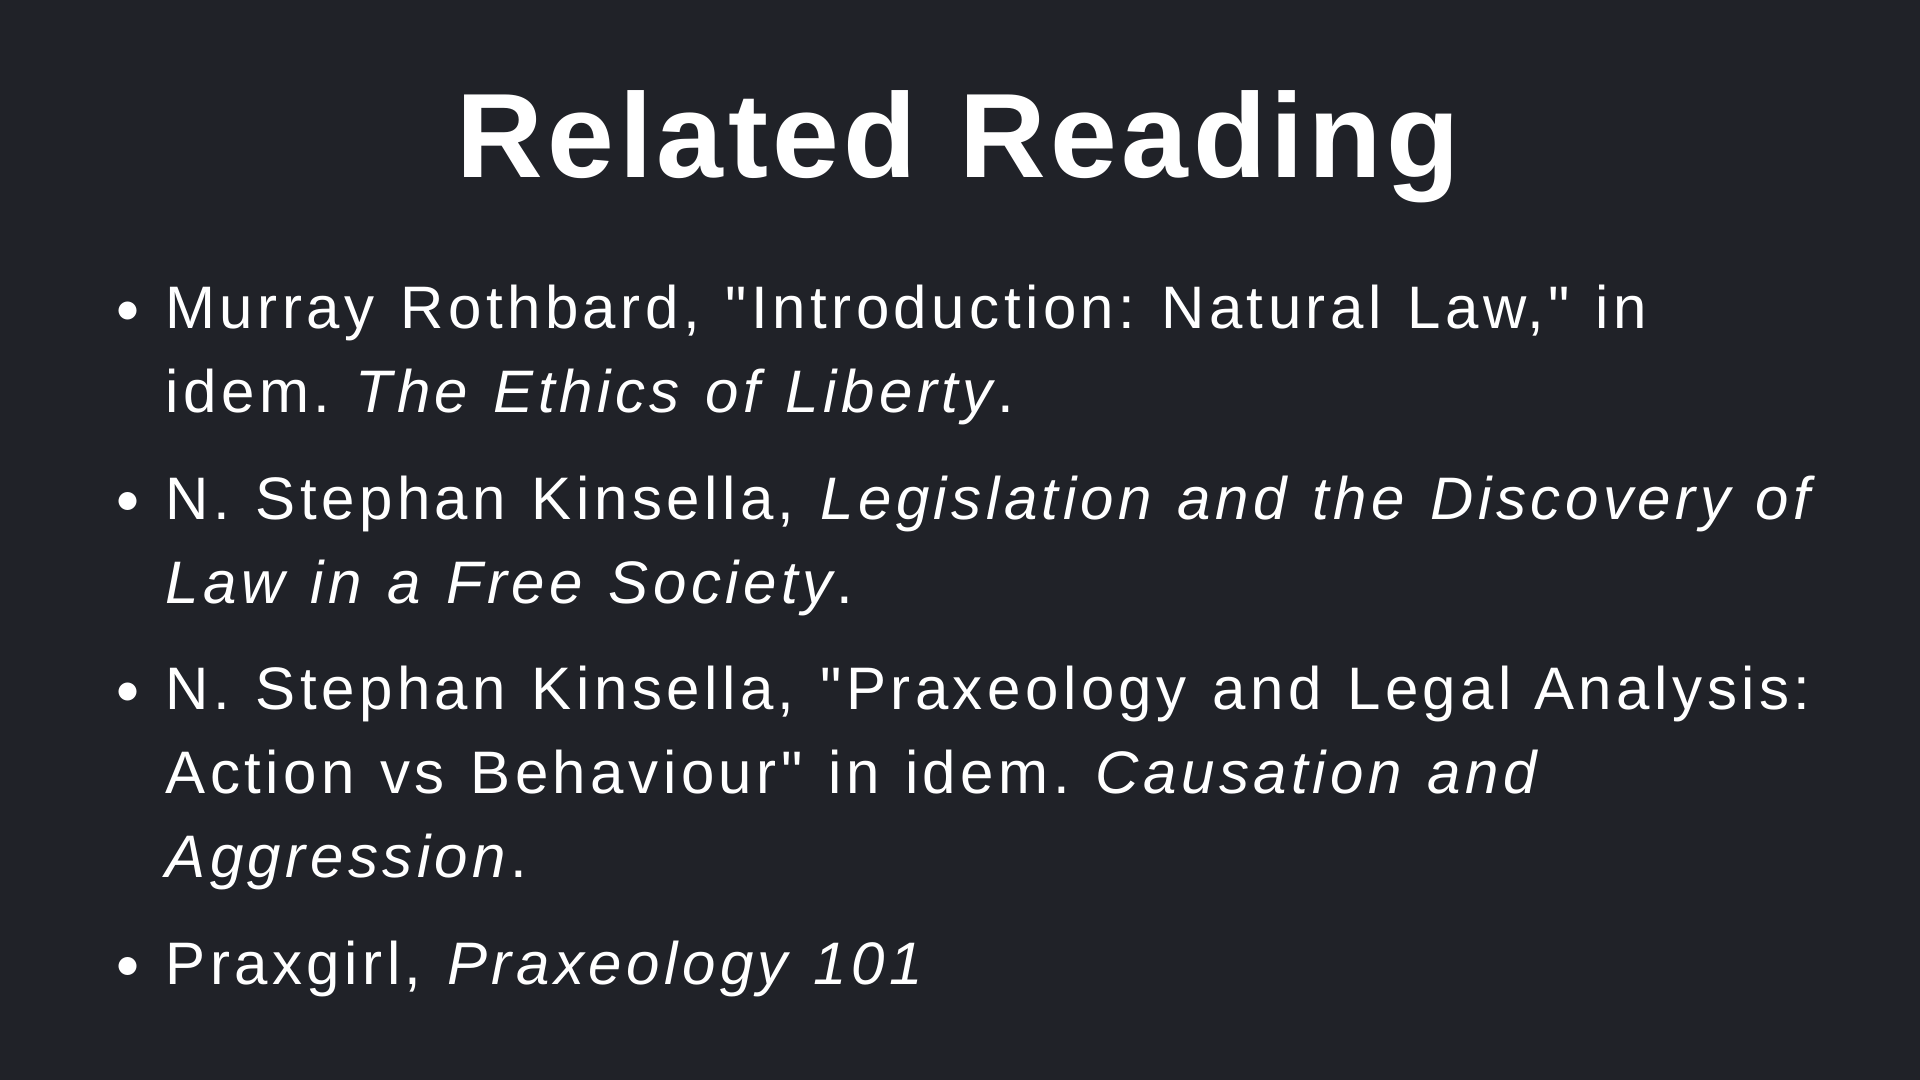 Related Reading
• Murray Rothbard, "Introduction: Natural Law," in
idem. The Ethics of Liberty.
• N. Stephan Kinsella, Legislation and the Discovery of
Law in a Free Society.
• N. Stephan Kinsella, "Praxeology and Legal Analysis:
Action vs Behaviour" in idem. Causation and
Aggression.
• Praxgirl, Praxeology 101